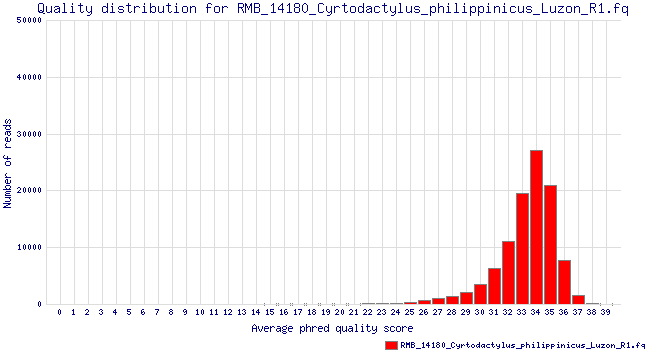 Quality distribution for RMB_14180_Cyrtodactylus_philippinicus_Luzon_R1.fq
50000
40000
30000
20000
10000
0
Number of reads
0 1 2 3 4 5 6 7 8 9 10 11 12 13 14 15 16 17 18 19 20 21 22 23 24 25 26 27 28 29 30 31 32 33 34 35 36 37 38 39
Average phred quality score
RMB_14180_Cyrtodactylus_philippinicus_Luzon_R1.fq